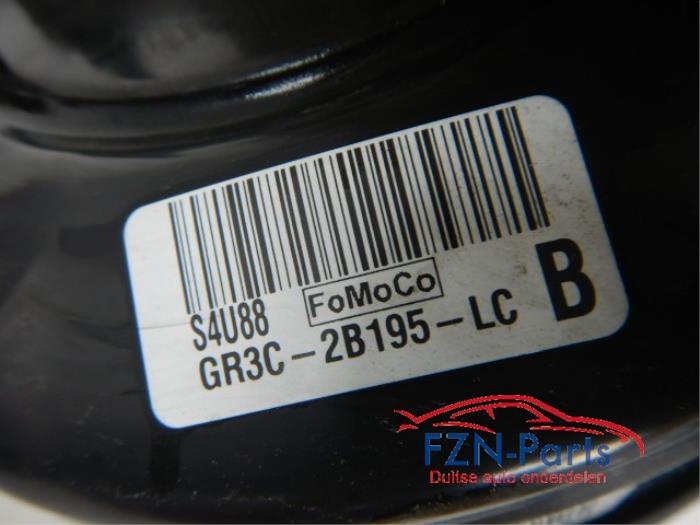 S4U88 FoMoCo
GR3C-2B195-LC B
FZN-Parts
Duitse auto onderdelen